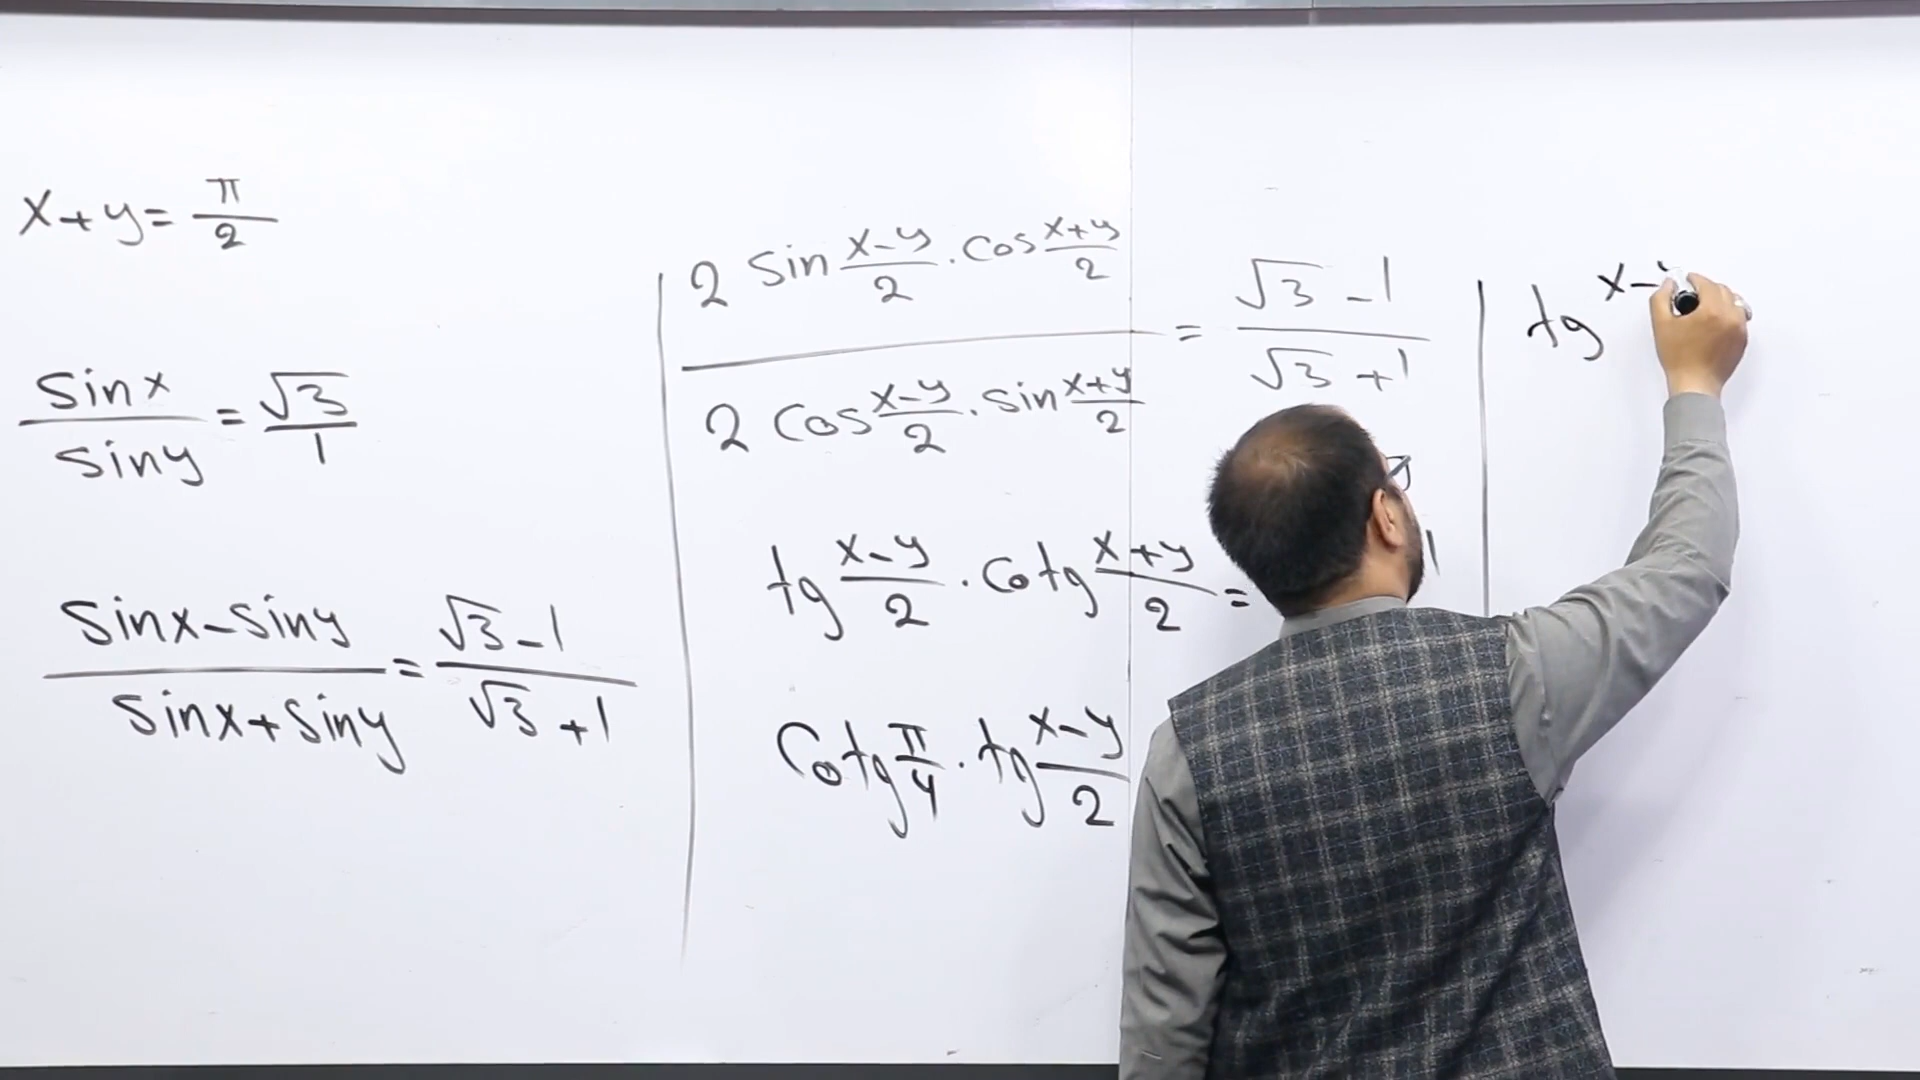 x+y=π/2
sinx/siny=√3/1
sinx-siny/sinx+siny=√3-1/√3+1
2 sin x-y/2 . cos x+y/2 / 2 cos x-y/2 . sin x+y/2 = √3-1/√3+1
tg x-y/2 . cotg x+y/2 =
Cotg π/4 . tg x-y/2
tg x-